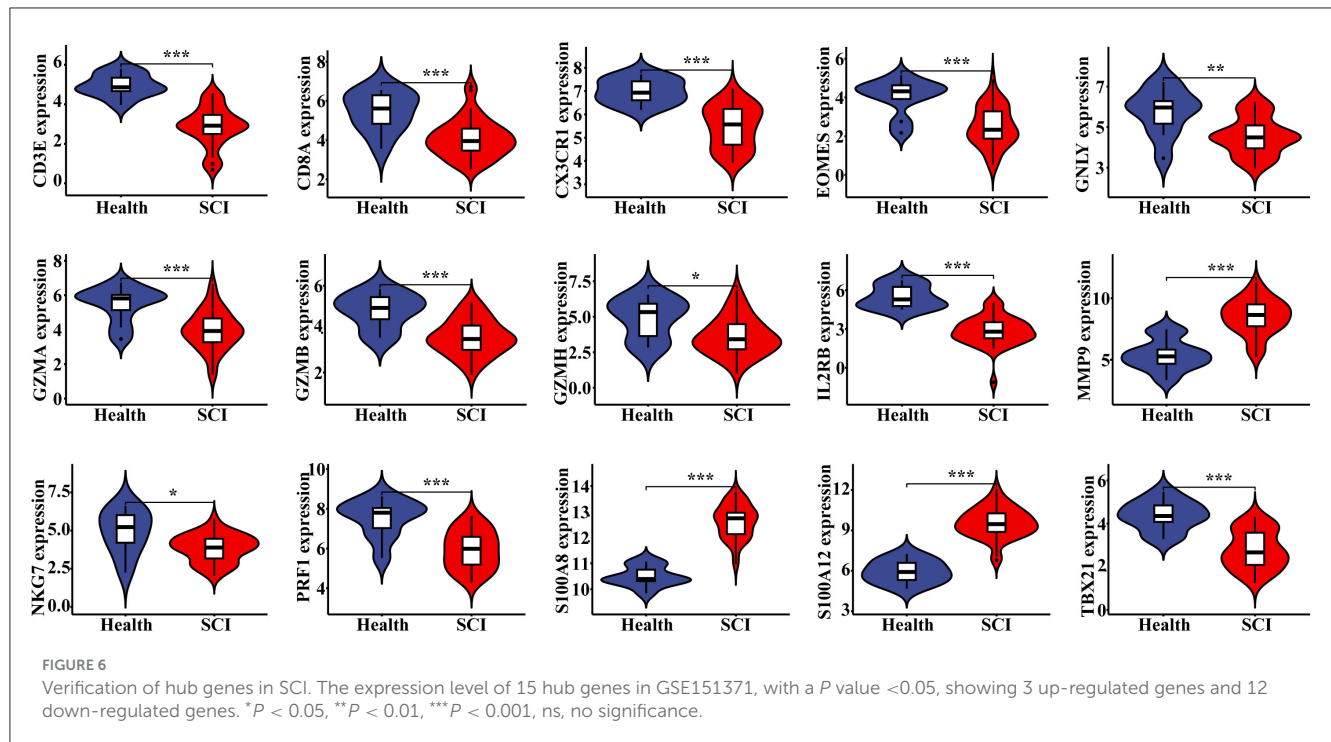 CD3E expression
6
4
2
0
***
Health SCI
CD8A expression
8
6
4
2
***
Health SCI
CX3CR1 expression
8
7
6
5
4
3
***
Health SCI
EOMES expression
4
2
0
***
Health SCI
GNLY expression
7
5
3
**
Health SCI
GZMA expression
8
6
4
2
0
***
Health SCI
GZMB expression
6
4
2
***
Health SCI
GZMH expression
7.5
5.0
2.5
0.0
*
Health SCI
IL2RB expression
6
3
0
***
Health SCI
MMP9 expression
10
5
***
Health SCI
NKG7 expression
7.5
5.0
2.5
0.0
*
Health SCI
PRF1 expression
10
8
6
4
***
Health SCI
S100A8 expression
14
13
12
11
10
***
Health SCI
S100A12 expression
12
9
6
3
***
Health SCI
TBX21 expression
6
4
2
0
***
Health SCI
FIGURE 6
Verification of hub genes in SCI. The expression level of 15 hub genes in GSE151371, with a P value <0.05, showing 3 up-regulated genes and 12
down-regulated genes. *P < 0.05, **P < 0.01, ***P < 0.001, ns, no significance.